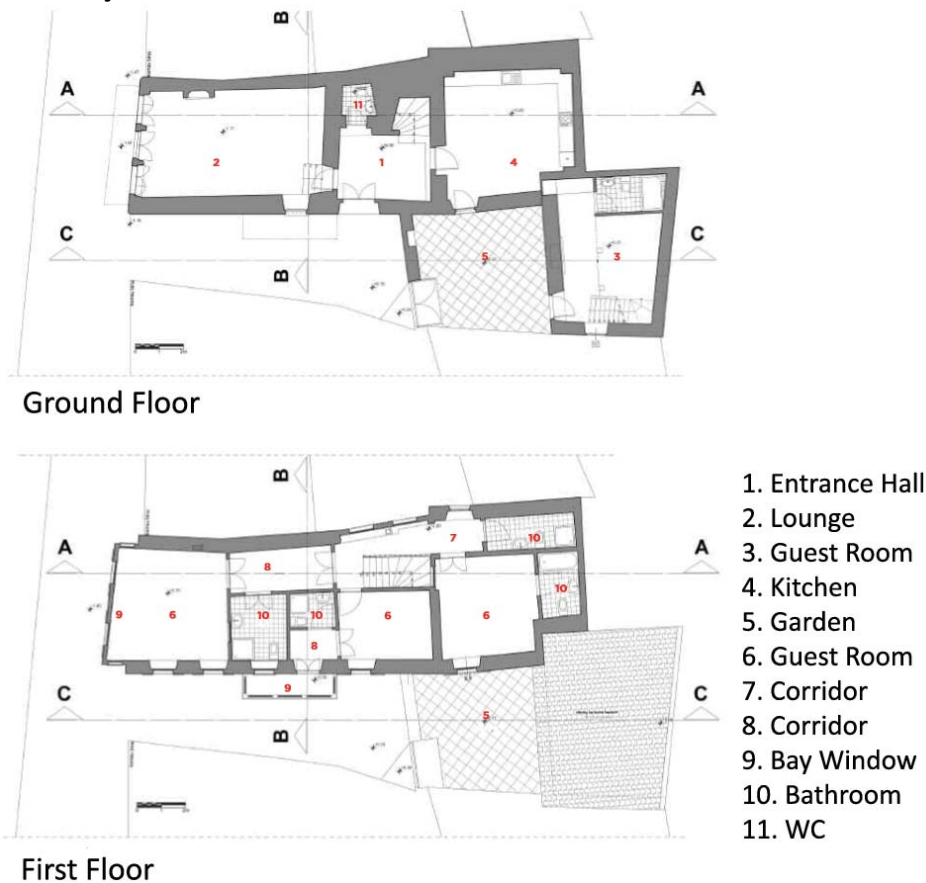 B
A
A
11
2
1
4
C
C
5
3
B
Ground Floor
B
A
A
7
10
8
9
6
10
10
10
6
6
8
9
C
C
5
B
First Floor
1. Entrance Hall
2. Lounge
3. Guest Room
4. Kitchen
5. Garden
6. Guest Room
7. Corridor
8. Corridor
9. Bay Window
10. Bathroom
11. WC